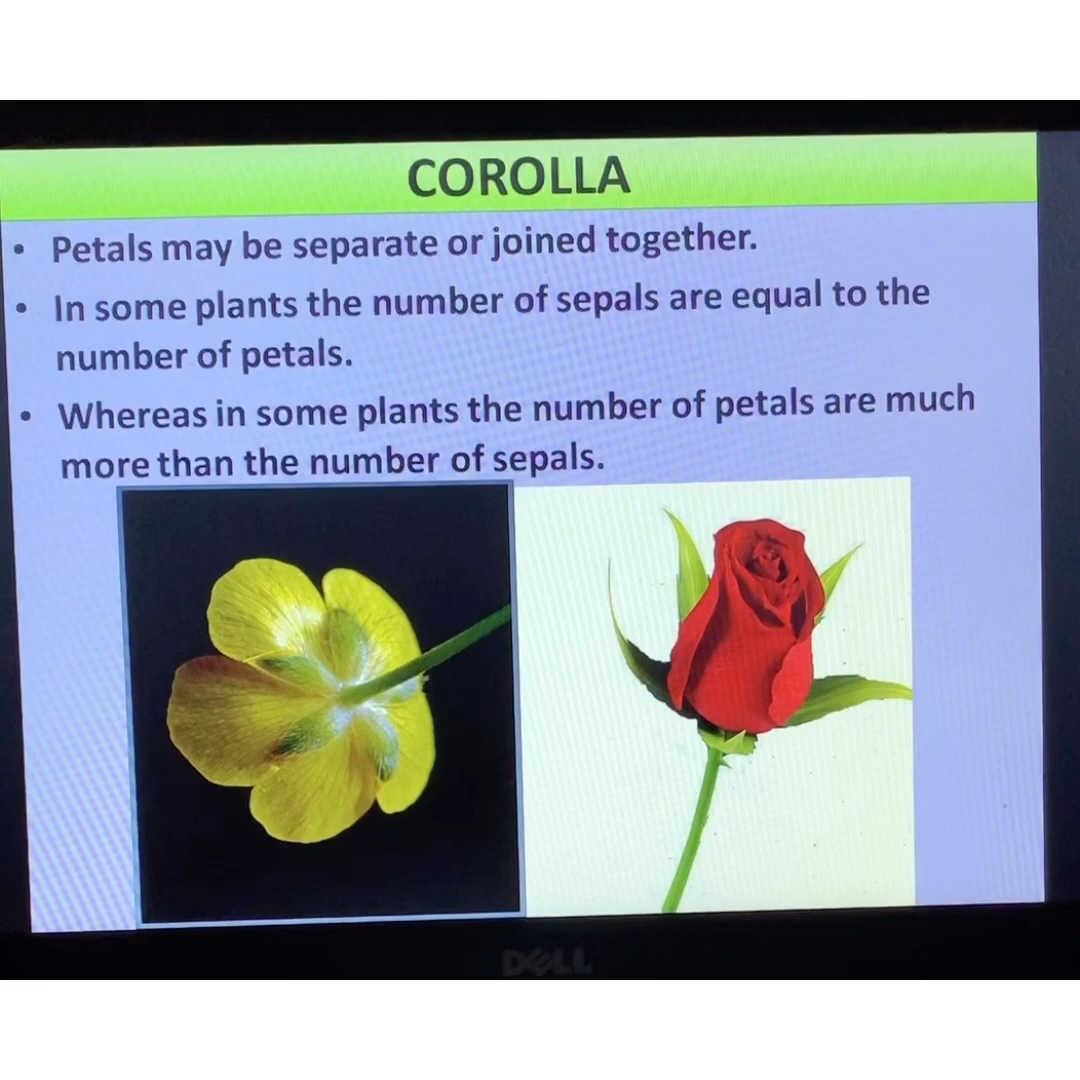 COROLLA
• Petals may be separate or joined together.
• In some plants the number of sepals are equal to the
number of petals.
• Whereas in some plants the number of petals are much
more than the number of sepals.
DELL